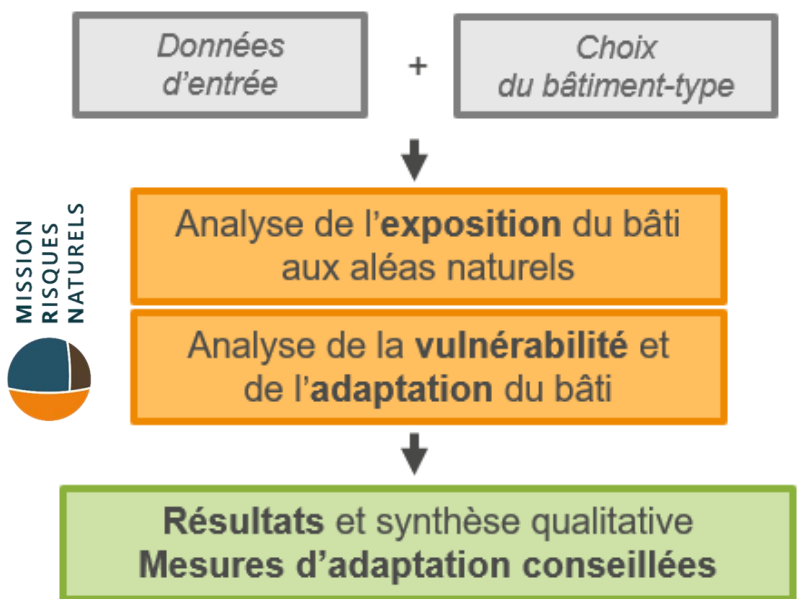 Données
d'entrée
+
Choix
du bâtiment-type
MISSION
RISQUES
NATURELS
Analyse de l'exposition du bâti
aux aléas naturels
Analyse de la vulnérabilité et
de l'adaptation du bâti
Résultats et synthèse qualitative
Mesures d'adaptation conseillées